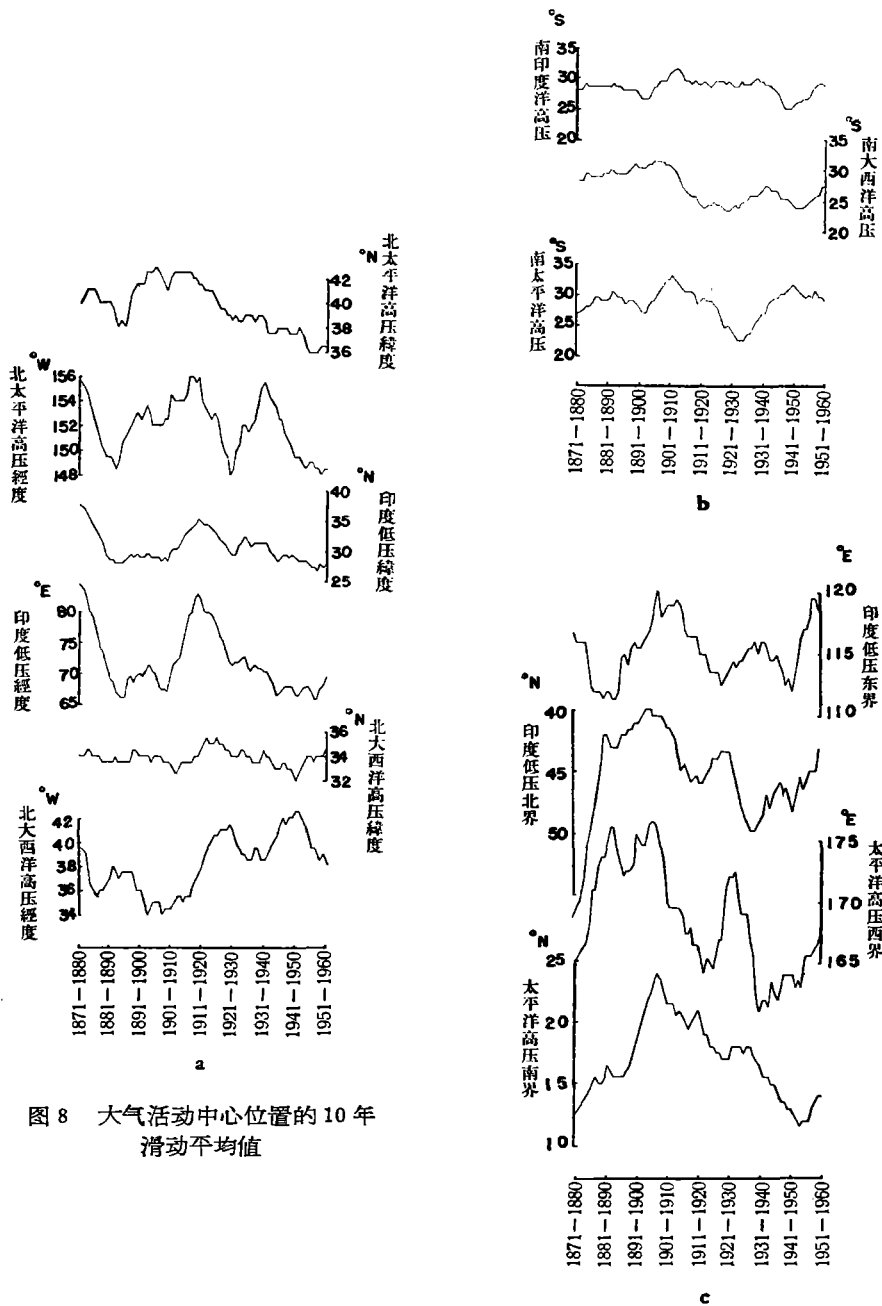 °N
42
40
38
36
北太平洋高压緯度
°W
156
154
152
150
148
北太平洋高压經度
°N
40
35
30
25
印度低压緯度
°E
80
75
70
65
印度低压經度
°N
36
34
32
北大西洋高压緯度
°W
42
40
38
36
34
北大西洋高压經度
1871—1880
1881—1890
1891—1900
1901—1910
1911—1920
1921—1930
1931—1940
1941—1950
1951—1960
a
图 8 大气活动中心位置的 10 年
滑动平均值
°S
35
30
25
20
南印度洋高压
°S
35
30
25
20
南大西洋高压
°S
35
30
25
20
南太平洋高压
1871—1880
1881—1890
1891—1900
1901—1910
1911—1920
1921—1930
1931—1940
1941—1950
1951—1960
b
°E
120
115
110
印度低压东界
°N
40
45
50
印度低压北界
°E
175
170
165
太平洋高压西界
°N
25
20
15
10
太平洋高压南界
1871—1880
1881—1890
1891—1900
1901—1910
1911—1920
1921—1930
1931—1940
1941—1950
1951—1960
c